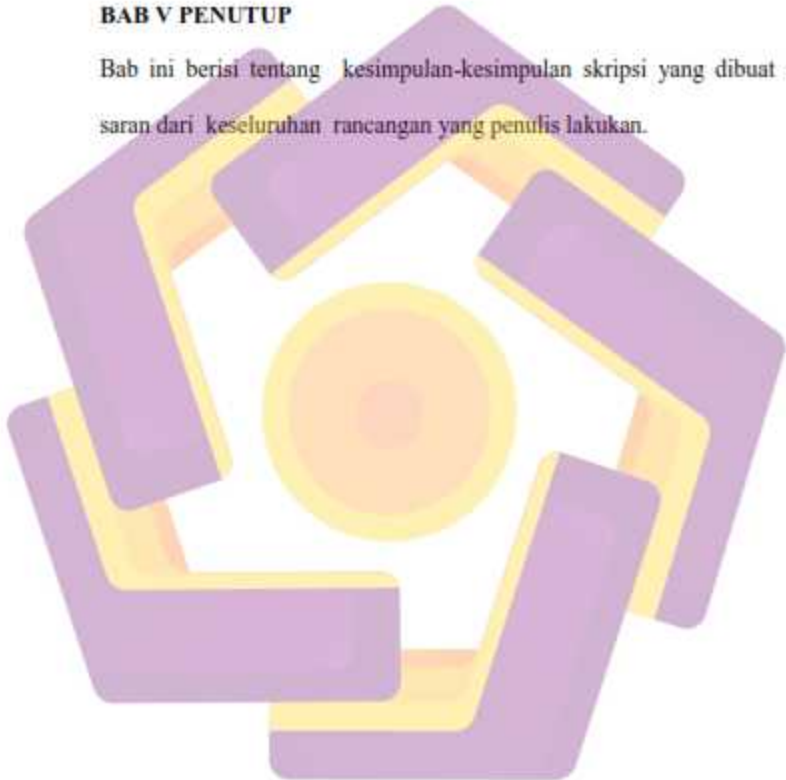 BAB V PENUTUP
Bab ini berisi tentang kesimpulan-kesimpulan skripsi yang dibuat
saran dari keseluruhan rancangan yang penulis lakukan.